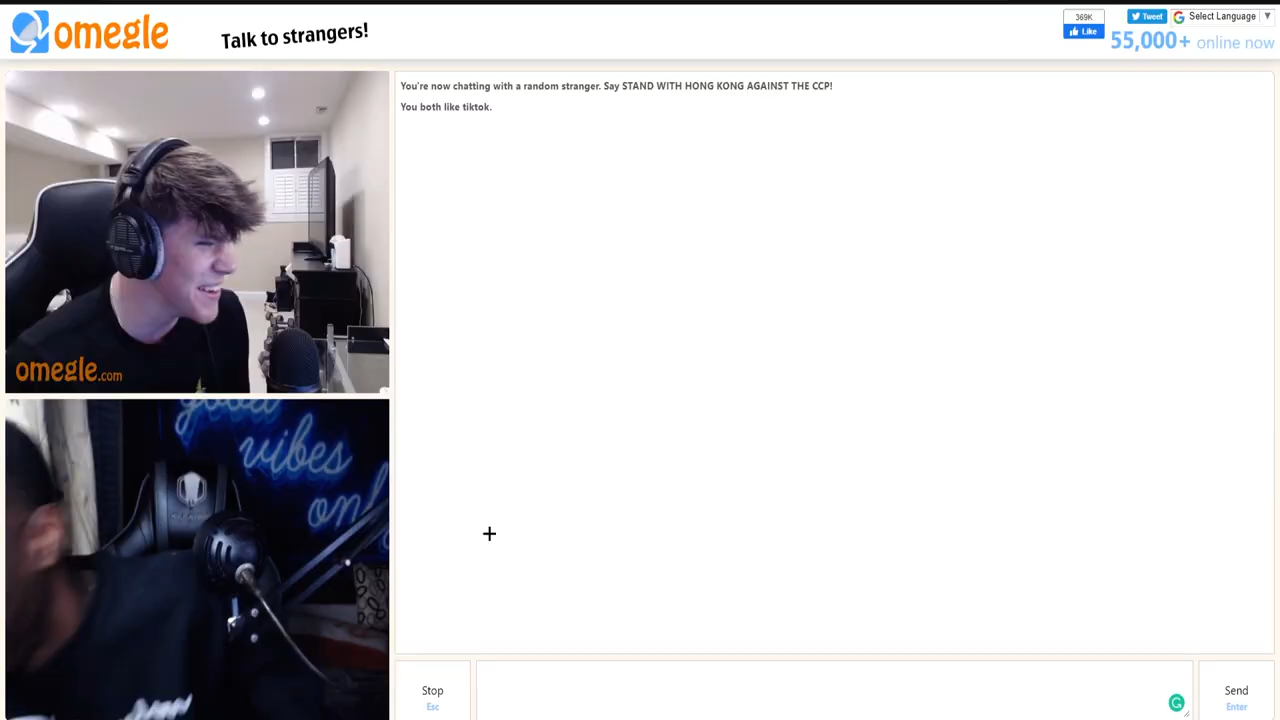 omegle
Talk to strangers!
369K
Like
Tweet
G Select Language ▼
55,000+ online now
You're now chatting with a random stranger. Say STAND WITH HONG KONG AGAINST THE CCP!
You both like tiktok.
omegle.com
good
vibes
only
Stop
Esc
Send
Enter